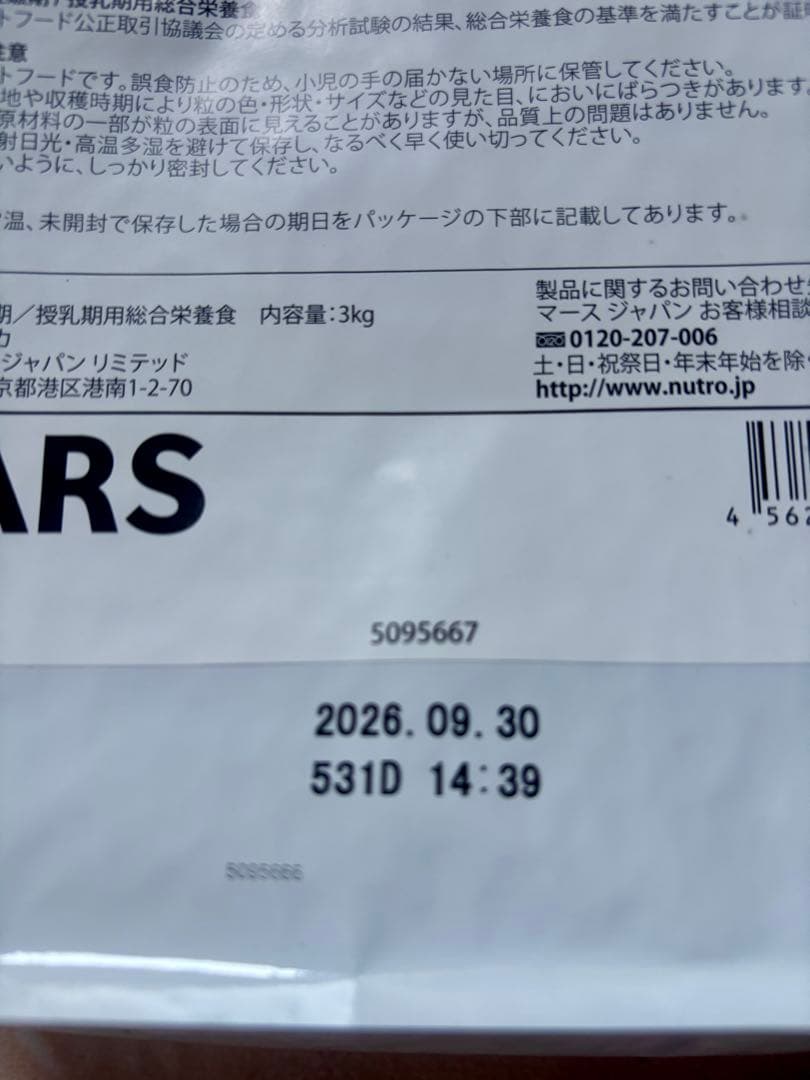 授乳期用総合栄養食
トフード公正取引協議会の定める分析試験の結果、総合栄養食の基準を満たすことが証明
注意
トフードです。誤食防止のため、小児の手の届かない場所に保管してください。
地や収穫時期により粒の色・形状・サイズなどの見た目、においにばらつきがあります。
原材料の一部が粒の表面に見えることがありますが、品質上の問題はありません。
射日光・高温多湿を避けて保存し、なるべく早く使い切ってください。
いように、しっかり密封してください。
温、未開封で保存した場合の期日をパッケージの下部に記載してあります。
期／授乳期用総合栄養食 内容量：3kg
カ
ジャパン リミテッド
京都港区港南1-2-70
製品に関するお問い合わせ
マース ジャパン お客様相談
0120-207-006
土・日・祝祭日・年末年始を除
http://www.nutro.jp
ARS
4 562
5095667
2026.09.30
531D 14:39
5095666